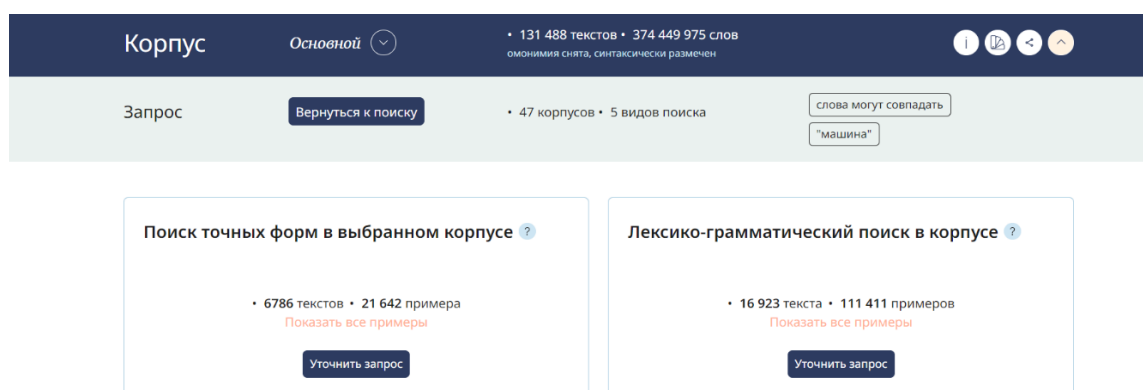 Корпус Основной • 131 488 текстов • 374 449 975 слов
омонимия снята, синтаксически размечен
Запрос Вернуться к поиску • 47 корпусов • 5 видов поиска
слова могут совпадать
"машина"
Поиск точных форм в выбранном корпусе ?
• 6786 текстов • 21 642 примера
Показать все примеры
Уточнить запрос
Лексико-грамматический поиск в корпусе ?
• 16 923 текста • 111 411 примеров
Показать все примеры
Уточнить запрос